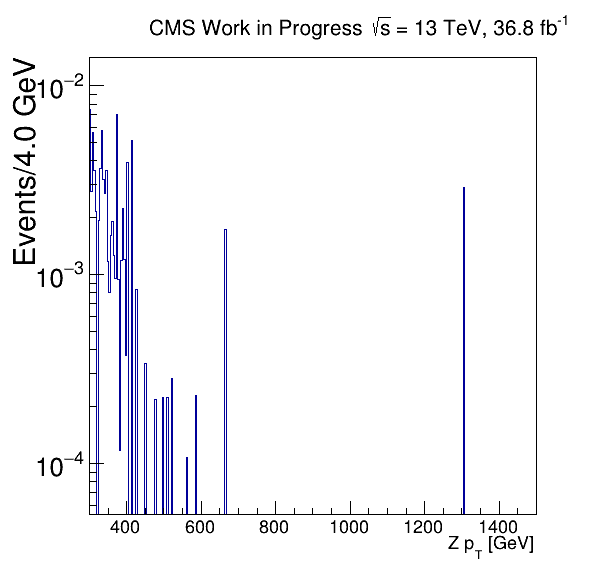 CMS Work in Progress √s = 13 TeV, 36.8 fb⁻¹
Events/4.0 GeV
10⁻²
10⁻³
10⁻⁴
400 600 800 1000 1200 1400
Z p_T [GeV]